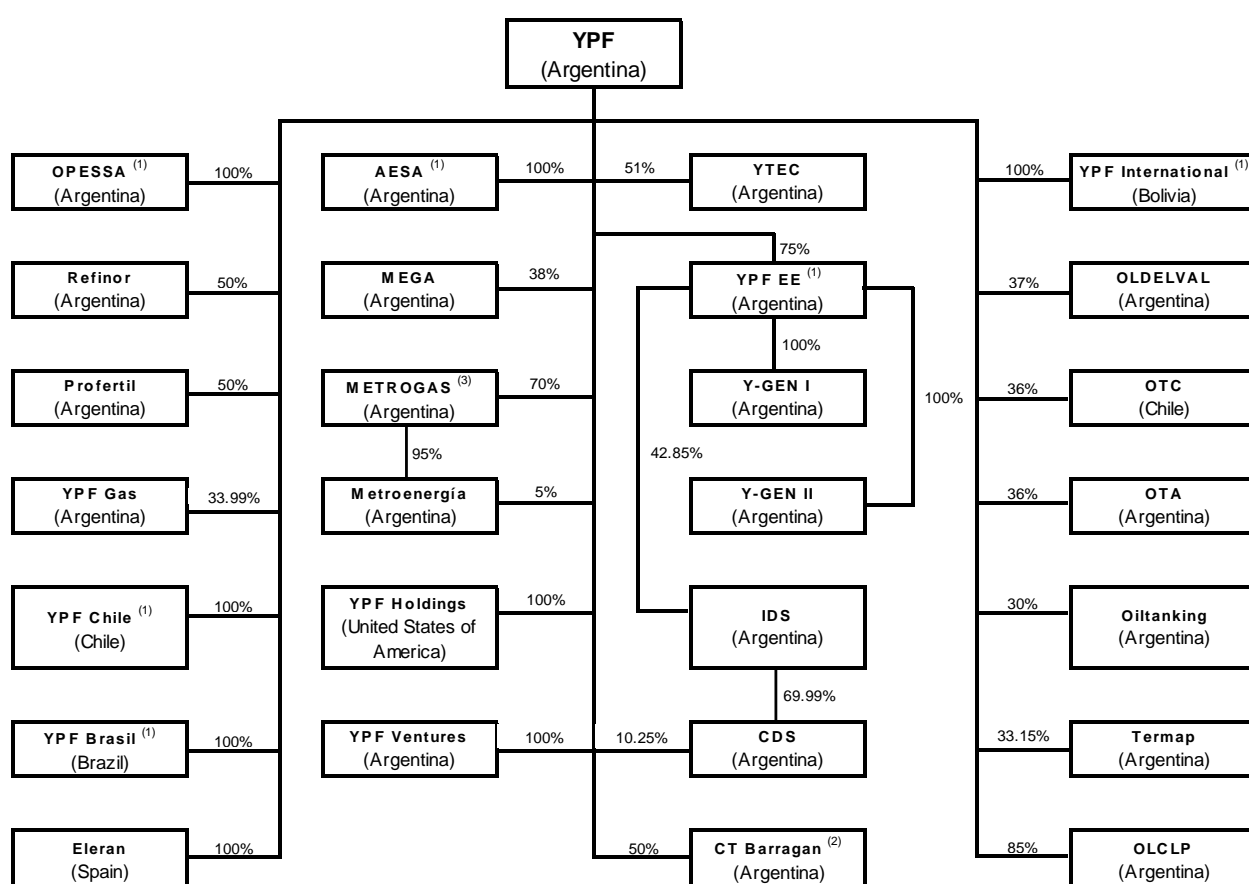 YPF
(Argentina)
OPESSA (1)
(Argentina)
100%
AESA (1)
(Argentina)
100%
51%
YTEC
(Argentina)
100%
YPF International (1)
(Bolivia)
75%
Refinor
(Argentina)
50%
MEGA
(Argentina)
38%
YPF EE (1)
(Argentina)
37%
OLDELVAL
(Argentina)
100%
Profertil
(Argentina)
50%
METROGAS (3)
(Argentina)
70%
Y-GEN I
(Argentina)
100%
36%
OTC
(Chile)
95%
42.85%
YPF Gas
(Argentina)
33.99%
Metroenergía
(Argentina)
5%
Y-GEN II
(Argentina)
36%
OTA
(Argentina)
YPF Chile (1)
(Chile)
100%
YPF Holdings
(United States of
America)
100%
IDS
(Argentina)
30%
Oiltanking
(Argentina)
69.99%
YPF Brasil (1)
(Brazil)
100%
YPF Ventures
(Argentina)
100%
10.25%
CDS
(Argentina)
33.15%
Termap
(Argentina)
Eleran
(Spain)
100%
50%
CT Barragan (2)
(Argentina)
85%
OLCLP
(Argentina)